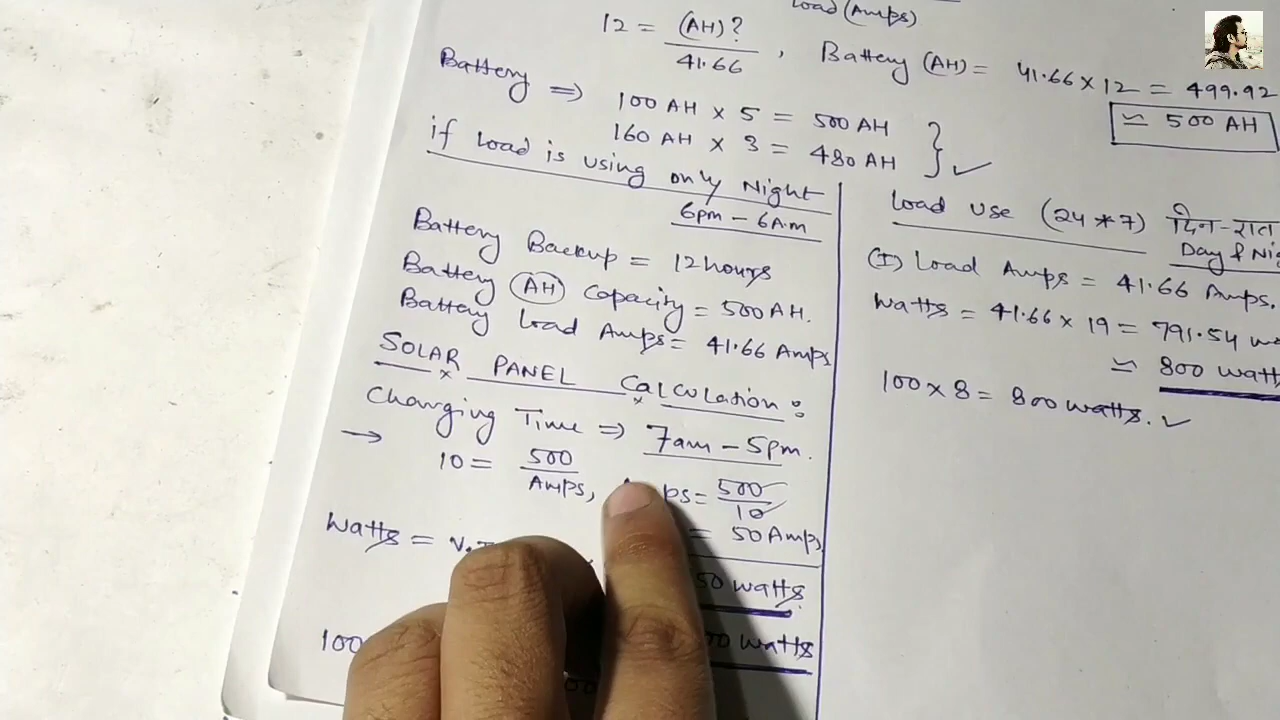 Load (Amps)
12 = (AH)? / 41.66 , Battery (AH) = 41.66 x 12 = 499.92
≃ 500 AH
Battery ⇒ 100 AH x 5 = 500 AH
160 AH x 3 = 480 AH
if Load is using only Night
6pm - 6Am
Battery Backup = 12 hours
Battery (AH) Capacity = 500 AH.
Battery Load Amps = 41.66 Amps
SOLAR PANEL CaLCULation :
Charging Time ⇒ 7am - 5pm.
→ 10 = 500 / Amps, Amps = 500 / 10
= 50 Amps
Watts = V.I
50 watts
watts
100
Load Use (24*7) दिन-रात
Day &
(I) Load Amps = 41.66 Amps.
Watts = 41.66 x 19 = 791.54
≃ 800 watt
100 x 8 = 800 watts.